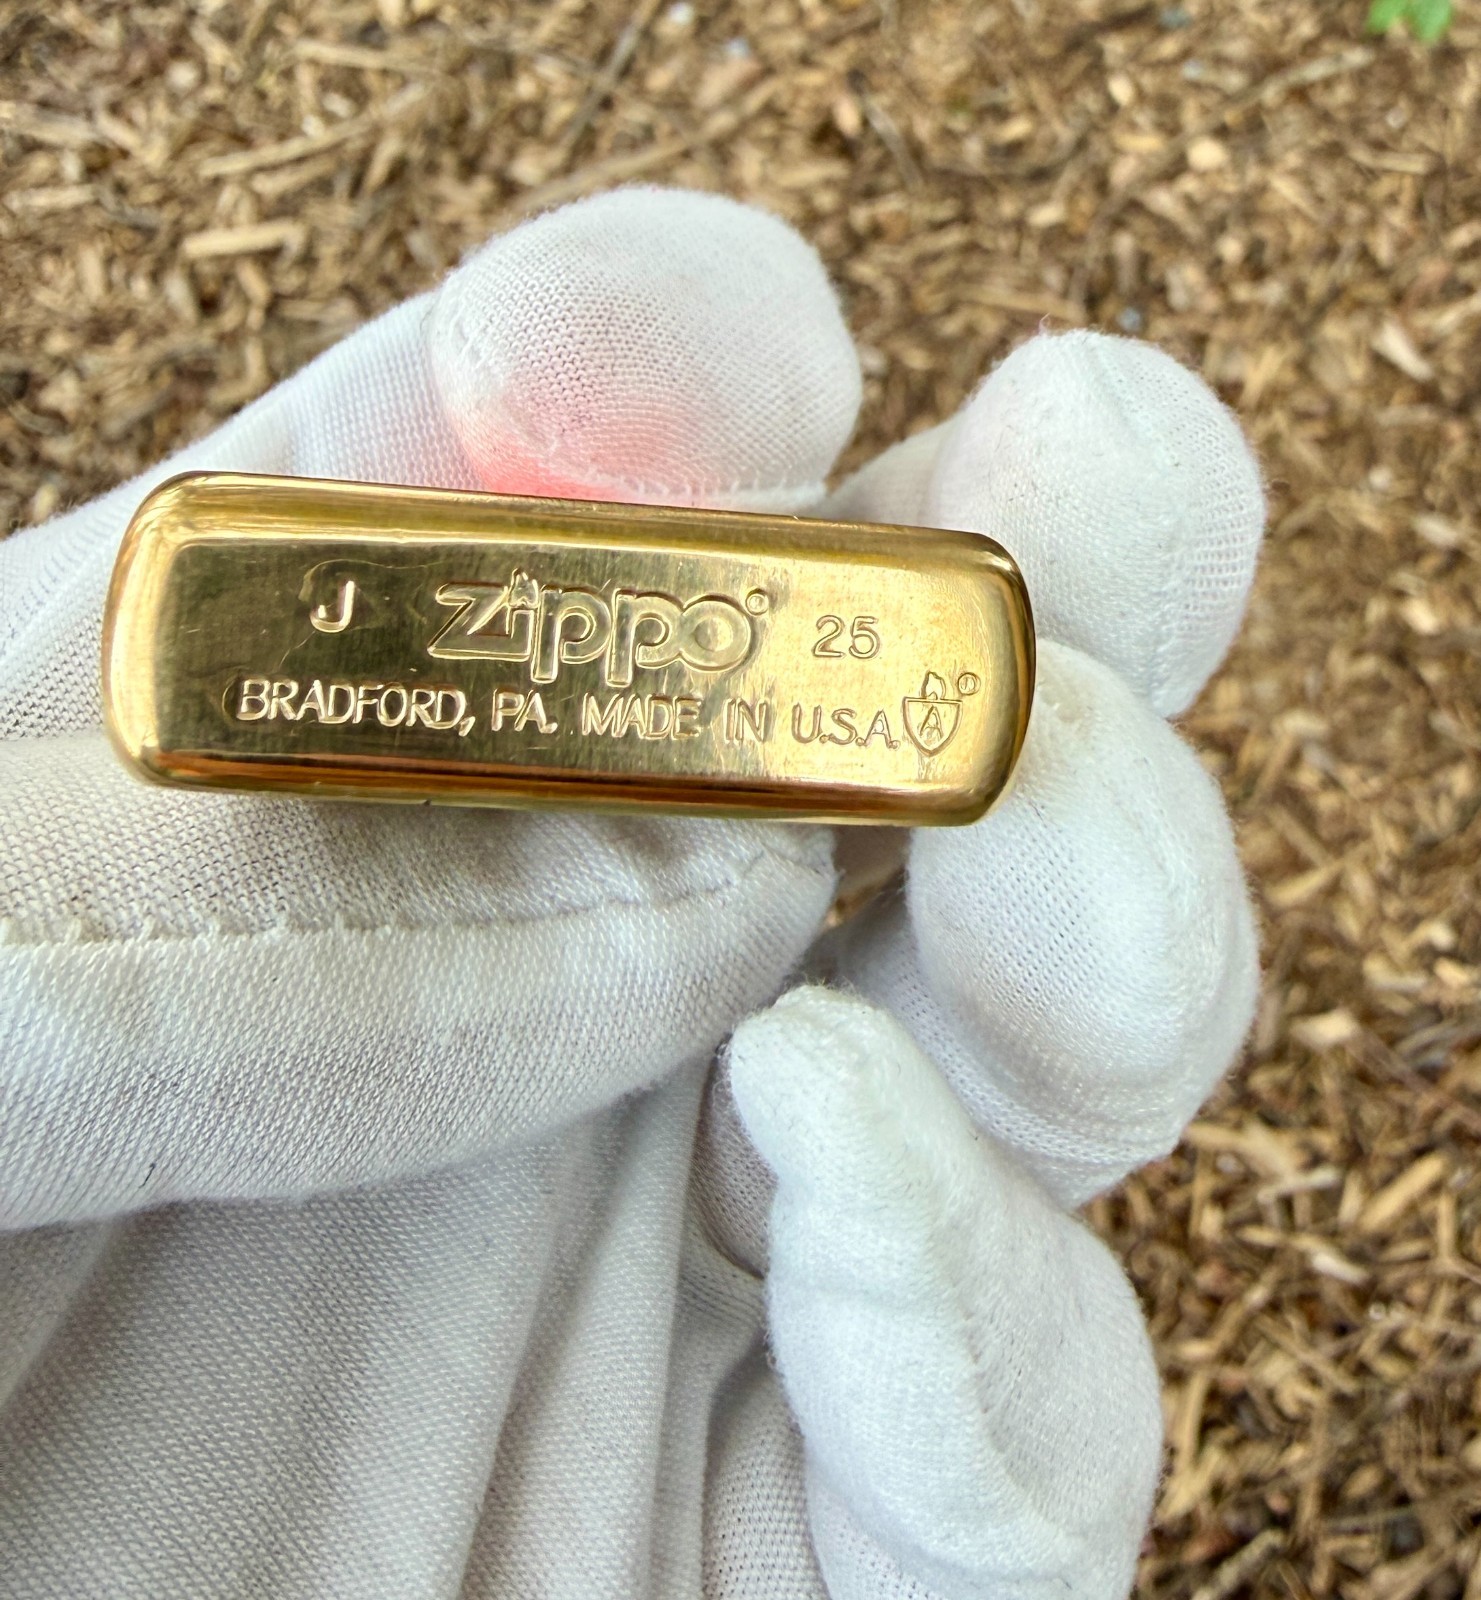 J Zippo® 25
BRADFORD, PA. MADE IN U.S.A. A®